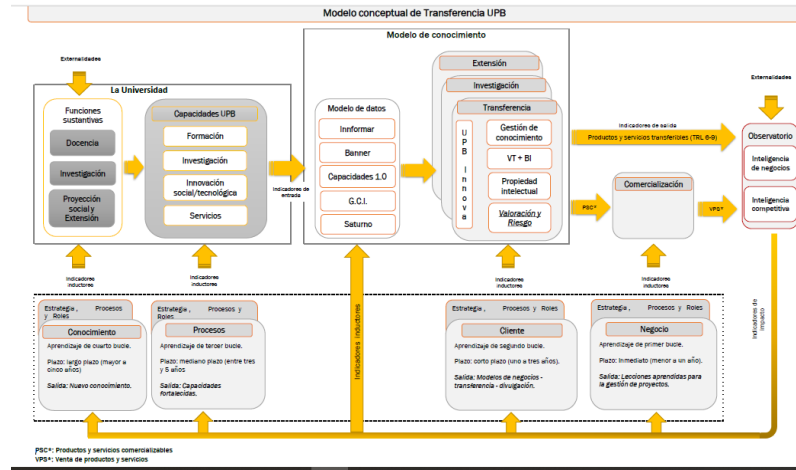 Modelo conceptual de Transferencia UPB
Modelo de conocimiento
Externalidades
La Universidad
Funciones
sustantivas
Docencia
Investigación
Proyección
social y
Extensión
Capacidades UPB
Formación
Investigación
Innovación
social/tecnológica
Servicios
Indicadores de
entrada
Modelo de datos
Innformar
Banner
Capacidades 1.0
G.C.I.
Saturno
Extensión
Investigación
Transferencia
UPB Innova
Gestión de
conocimiento
VT + BI
Propiedad
intelectual
Valoración y
Riesgo
Indicadores de salida
Productos y servicios transferibles (TRL 6-9)
PSC*
Comercialización
VPS*
Externalidades
Observatorio
Inteligencia
de negocios
Inteligencia
competitiva
Indicadores
inductores
Indicadores
inductores
Indicadores
inductores
Indicadores
inductores
Indicadores inductores
Indicadores de
impacto
Estrategia, Procesos
y Roles
Conocimiento
Aprendizaje de cuarto bucle.
Plazo: largo plazo (mayor a
cinco años)
Salida: Nuevo conocimiento.
Estrategia, Procesos y
Roles
Procesos
Aprendizaje de tercer bucle.
Plazo: mediano plazo (entre tres
y 5 años
Salida: Capacidades
fortalecidas.
Estrategia, Procesos y Roles
Cliente
Aprendizaje de segundo bucle.
Plazo: corto plazo (uno a tres años).
Salida: Modelos de negocios -
transferencia - divulgación.
Estrategia, Procesos y Roles
Negocio
Aprendizaje de primer bucle.
Plazo: Inmediato (menor a un año).
Salida: Lecciones aprendidas para
la gestión de proyectos.
PSC*: Productos y servicios comercializables
VPS*: Venta de productos y servicios